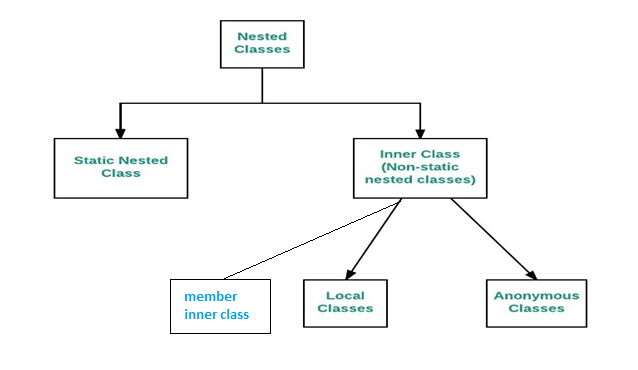 Nested
Classes
Static Nested
Class
Inner Class
(Non-static
nested classes)
member
inner class
Local
Classes
Anonymous
Classes